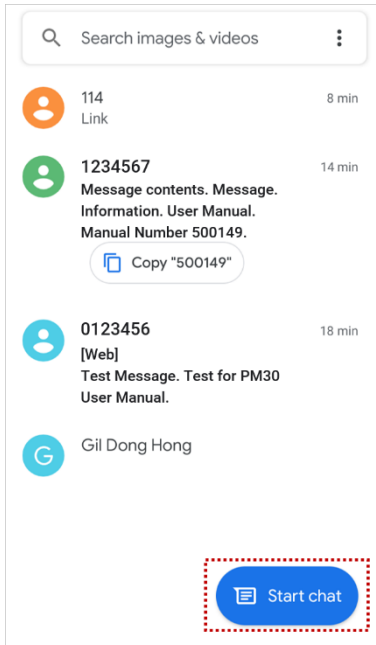 Search images & videos
114
8 min
Link
1234567
14 min
Message contents. Message.
Information. User Manual.
Manual Number 500149.
Copy "500149"
0123456
18 min
[Web]
Test Message. Test for PM30
User Manual.
G
Gil Dong Hong
Start chat